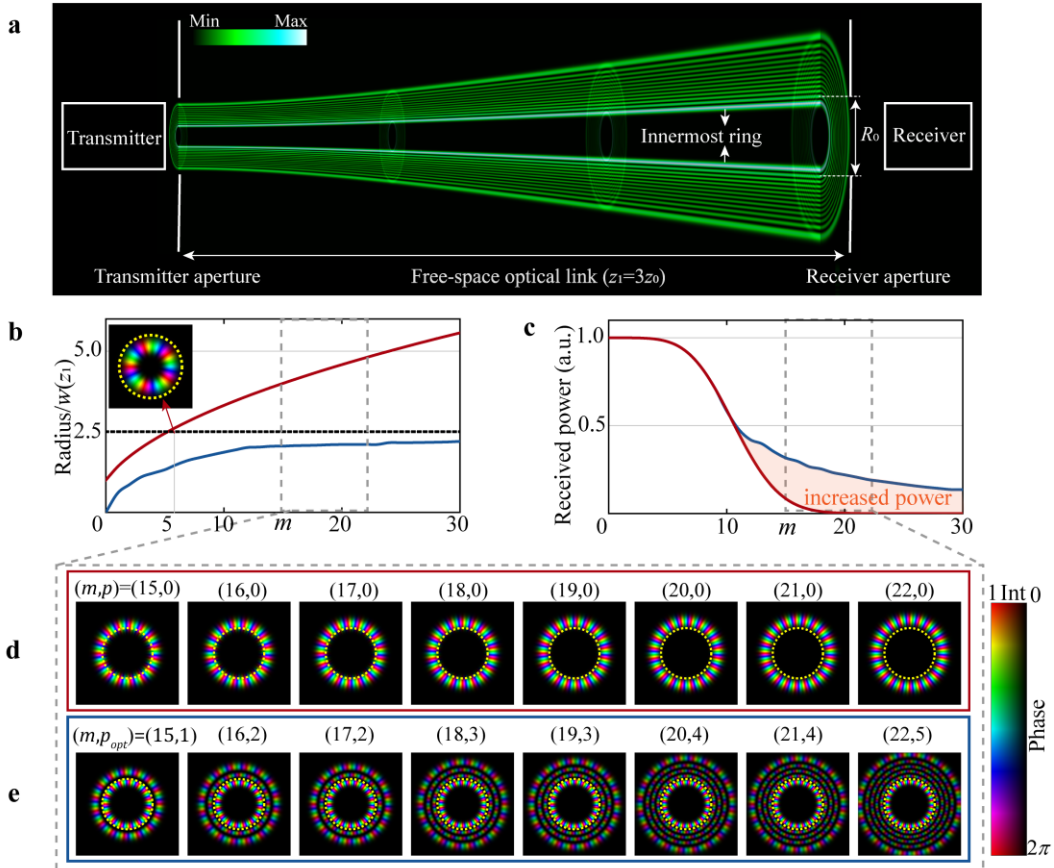 a
Min Max
Transmitter
Innermost ring
R₀
Receiver
Transmitter aperture
Free-space optical link (z₁=3z₀)
Receiver aperture
b
Radius/w(z₁)
5.0
2.5
0 5 m 20 30
c
Received power (a.u.)
1.0
0.5
increased power
0 10 m 20 30
d
(m,p)=(15,0) (16,0) (17,0) (18,0) (19,0) (20,0) (21,0) (22,0)
e
(m,pₒₚₜ)=(15,1) (16,2) (17,2) (18,3) (19,3) (20,4) (21,4) (22,5)
1 Int 0
Phase
2π